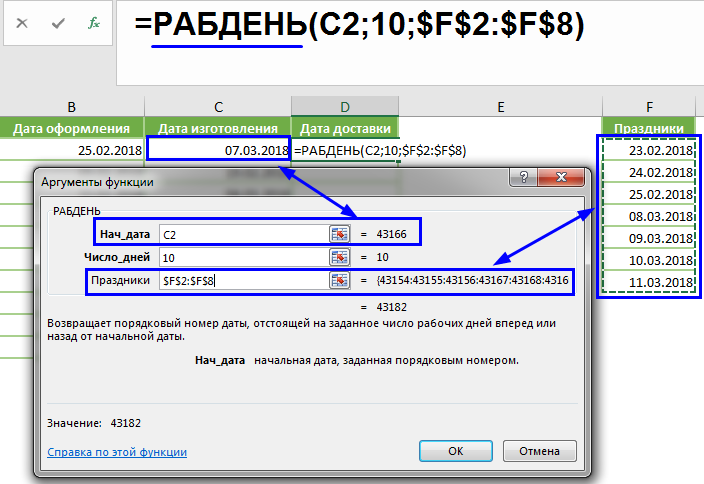 =РАБДЕНЬ(C2;10;$F$2:$F$8)
B C D E F
Дата оформления Дата изготовления Дата доставки Праздники
25.02.2018 07.03.2018 =РАБДЕНЬ(C2;10;$F$2:$F$8) 23.02.2018
24.02.2018
25.02.2018
08.03.2018
09.03.2018
10.03.2018
11.03.2018
Аргументы функции
РАБДЕНЬ
Нач_дата C2 = 43166
Число_дней 10 = 10
Праздники $F$2:$F$8 = {43154:43155:43156:43167:43168:4316
= 43182
Возвращает порядковый номер даты, отстоящей на заданное число рабочих дней вперед или
назад от начальной даты.
Нач_дата начальная дата, заданная порядковым номером.
Значение: 43182
Справка по этой функции
ОК Отмена